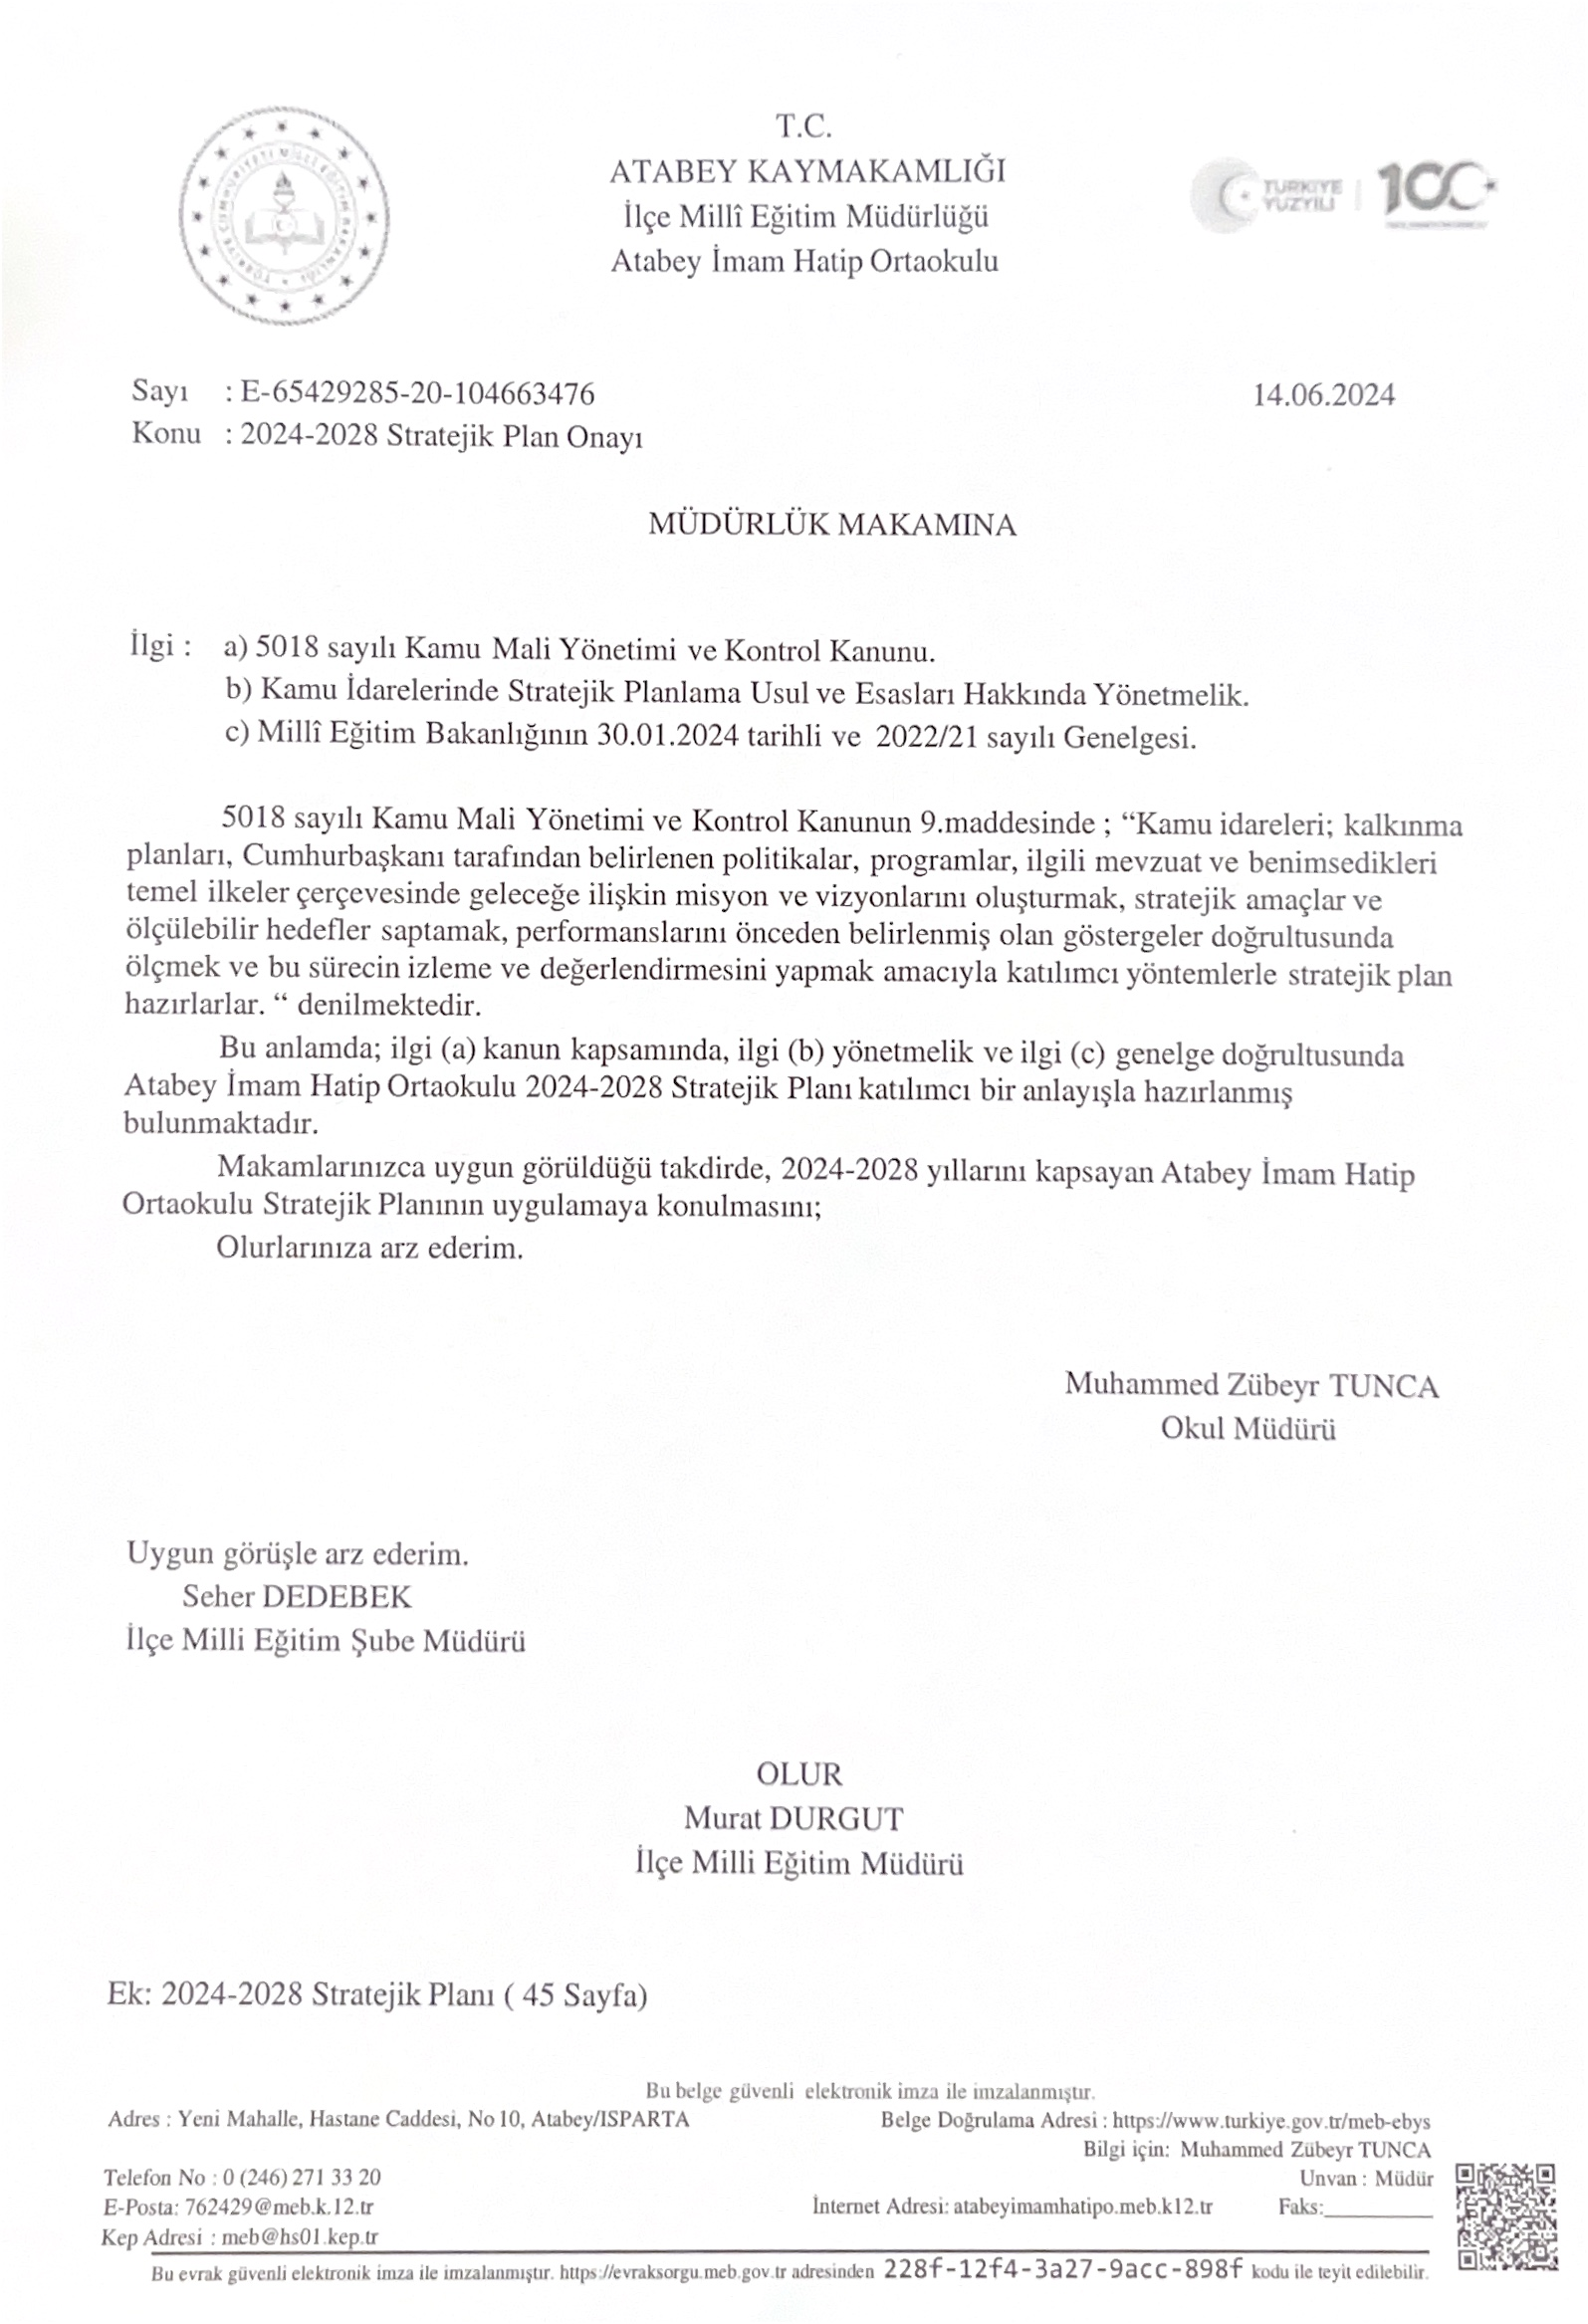 T.C.
ATABEY KAYMAKAMLIĞI
İlçe Millî Eğitim Müdürlüğü
Atabey İmam Hatip Ortaokulu
TÜRKİYE
YÜZYILI
100
Sayı : E-65429285-20-104663476
14.06.2024
Konu : 2024-2028 Stratejik Plan Onayı
MÜDÜRLÜK MAKAMINA
İlgi : a) 5018 sayılı Kamu Mali Yönetimi ve Kontrol Kanunu.
b) Kamu İdarelerinde Stratejik Planlama Usul ve Esasları Hakkında Yönetmelik.
c) Millî Eğitim Bakanlığının 30.01.2024 tarihli ve 2022/21 sayılı Genelgesi.
5018 sayılı Kamu Mali Yönetimi ve Kontrol Kanunun 9.maddesinde ; “Kamu idareleri; kalkınma
planları, Cumhurbaşkanı tarafından belirlenen politikalar, programlar, ilgili mevzuat ve benimsedikleri
temel ilkeler çerçevesinde geleceğe ilişkin misyon ve vizyonlarını oluşturmak, stratejik amaçlar ve
ölçülebilir hedefler saptamak, performanslarını önceden belirlenmiş olan göstergeler doğrultusunda
ölçmek ve bu sürecin izleme ve değerlendirmesini yapmak amacıyla katılımcı yöntemlerle stratejik plan
hazırlarlar. “ denilmektedir.
Bu anlamda; ilgi (a) kanun kapsamında, ilgi (b) yönetmelik ve ilgi (c) genelge doğrultusunda
Atabey İmam Hatip Ortaokulu 2024-2028 Stratejik Planı katılımcı bir anlayışla hazırlanmış
bulunmaktadır.
Makamlarınızca uygun görüldüğü takdirde, 2024-2028 yıllarını kapsayan Atabey İmam Hatip
Ortaokulu Stratejik Planının uygulamaya konulmasını;
Olurlarınıza arz ederim.
Muhammed Zübeyr TUNCA
Okul Müdürü
Uygun görüşle arz ederim.
Seher DEDEBEK
İlçe Milli Eğitim Şube Müdürü
OLUR
Murat DURGUT
İlçe Milli Eğitim Müdürü
Ek: 2024-2028 Stratejik Planı ( 45 Sayfa)
Bu belge güvenli elektronik imza ile imzalanmıştır.
Adres : Yeni Mahalle, Hastane Caddesi, No 10, Atabey/ISPARTA
Belge Doğrulama Adresi : https://www.turkiye.gov.tr/meb-ebys
Bilgi için: Muhammed Zübeyr TUNCA
Telefon No : 0 (246) 271 33 20
Unvan : Müdür
E-Posta: 762429@meb.k.12.tr
İnternet Adresi: atabeyimamhatipo.meb.k12.tr Faks:__________
Kep Adresi : meb@hs01.kep.tr
Bu evrak güvenli elektronik imza ile imzalanmıştır. https://evraksorgu.meb.gov.tr adresinden 228f-12f4-3a27-9acc-898f kodu ile teyit edilebilir.